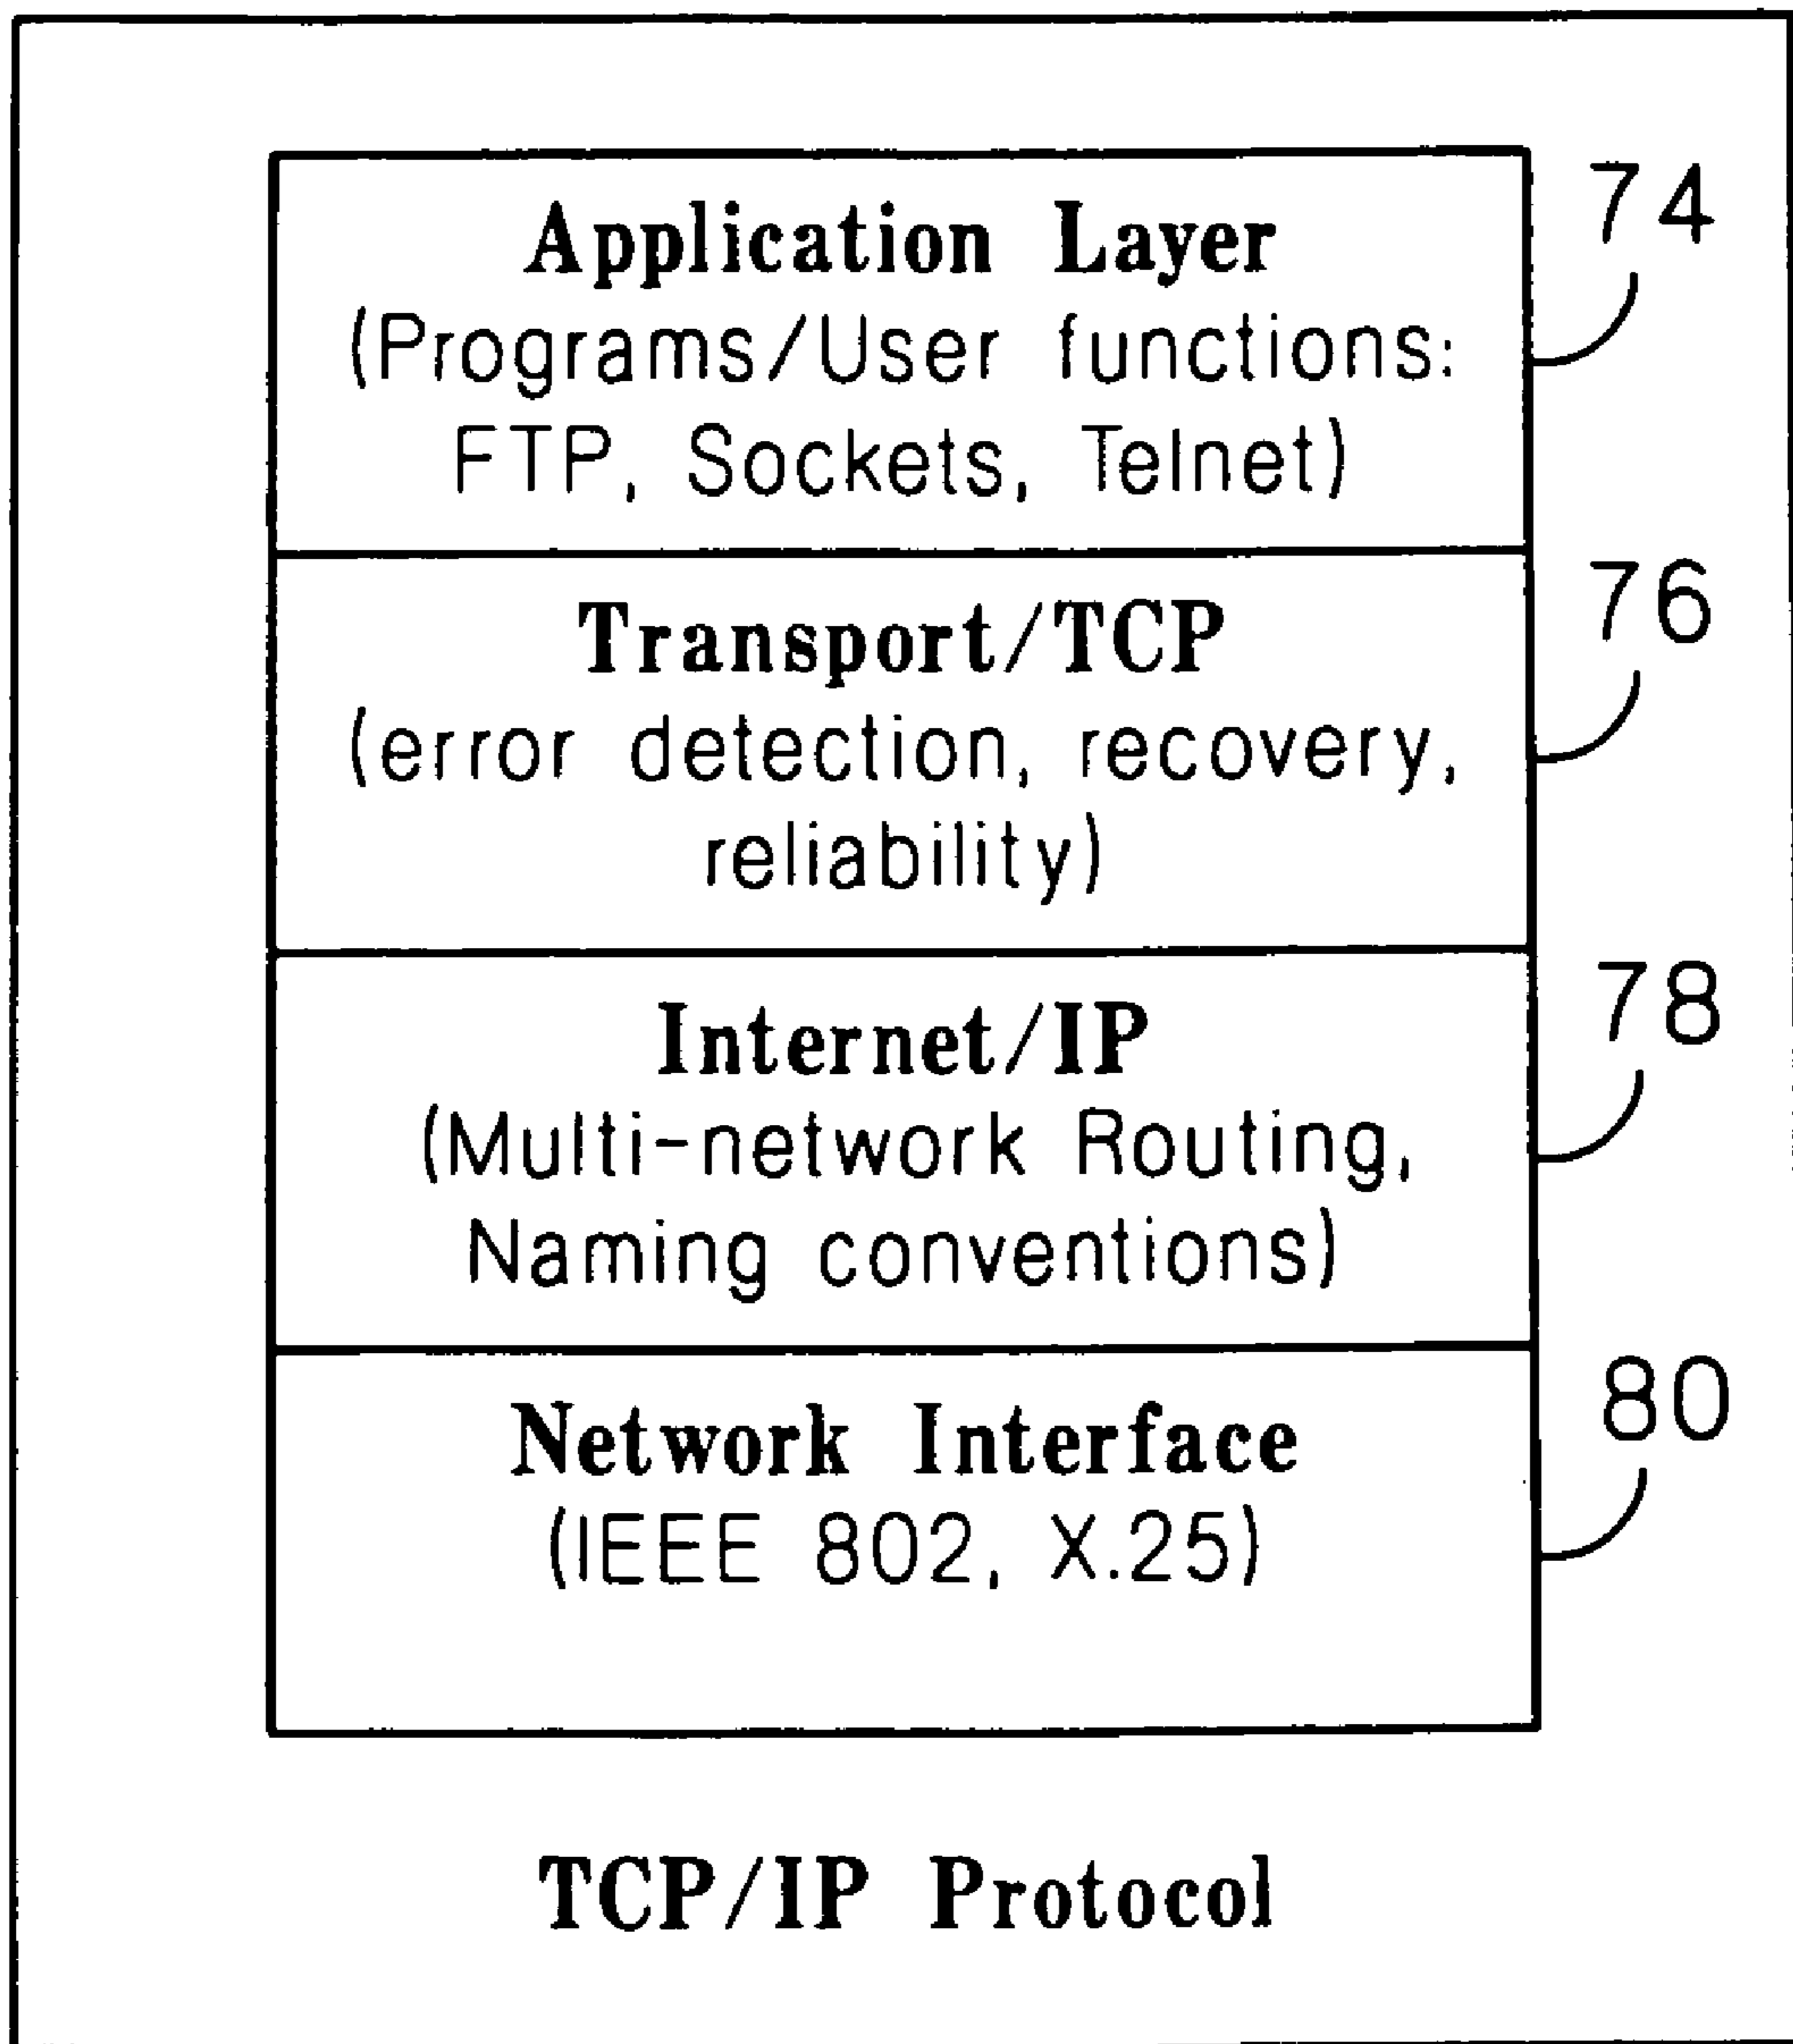 Application Layer
74
(Programs/User functions:
FTP, Sockets, Telnet)
Transport/TCP
76
(error detection, recovery,
reliability)
Internet/IP
78
(Multi-network Routing,
Naming conventions)
Network Interface
80
(IEEE 802, X.25)
TCP/IP Protocol